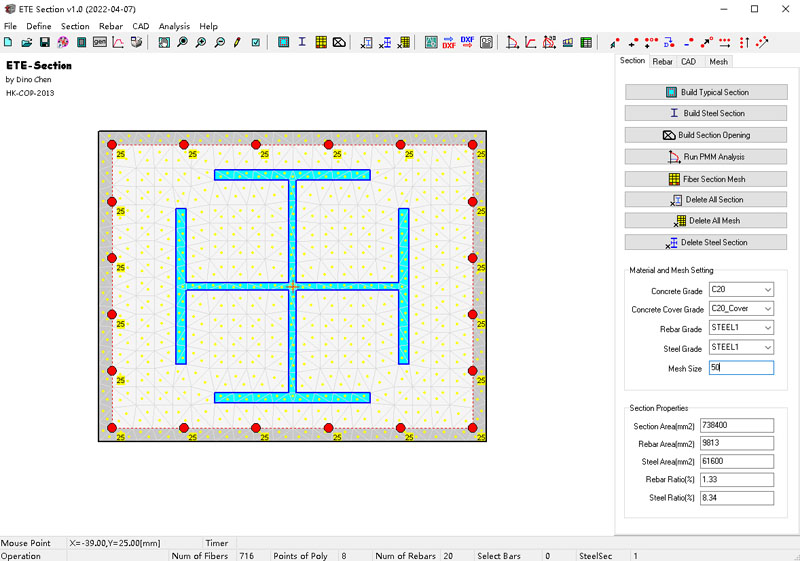 ETE Section v1.0 (2022-04-07)
File Define Section Rebar CAD Analysis Help
gen DXF DXF
ETE-Section
by Dino Chen
HK-COP-2013
Section Rebar CAD Mesh
Build Typical Section
Build Steel Section
Build Section Opening
Run PMM Analysis
Fiber Section Mesh
Delete All Section
Delete All Mesh
Delete Steel Section
Material and Mesh Setting
Concrete Grade C20
Concrete Cover Grade C20_Cover
Rebar Grade STEEL1
Steel Grade STEEL1
Mesh Size 50
Section Properties
Section Area(mm2) 738400
Rebar Area(mm2) 9813
Steel Area(mm2) 61600
Rebar Ratio(%) 1.33
Steel Ratio(%) 8.34
25 25 25 25 25 25
25 25
25 25
25 25
25 25
25 25 25 25 25 25
Mouse Point X=-39.00,Y=25.00[mm] Timer
Operation Num of Fibers 716 Points of Poly 8 Num of Rebars 20 Select Bars 0 SteelSec 1